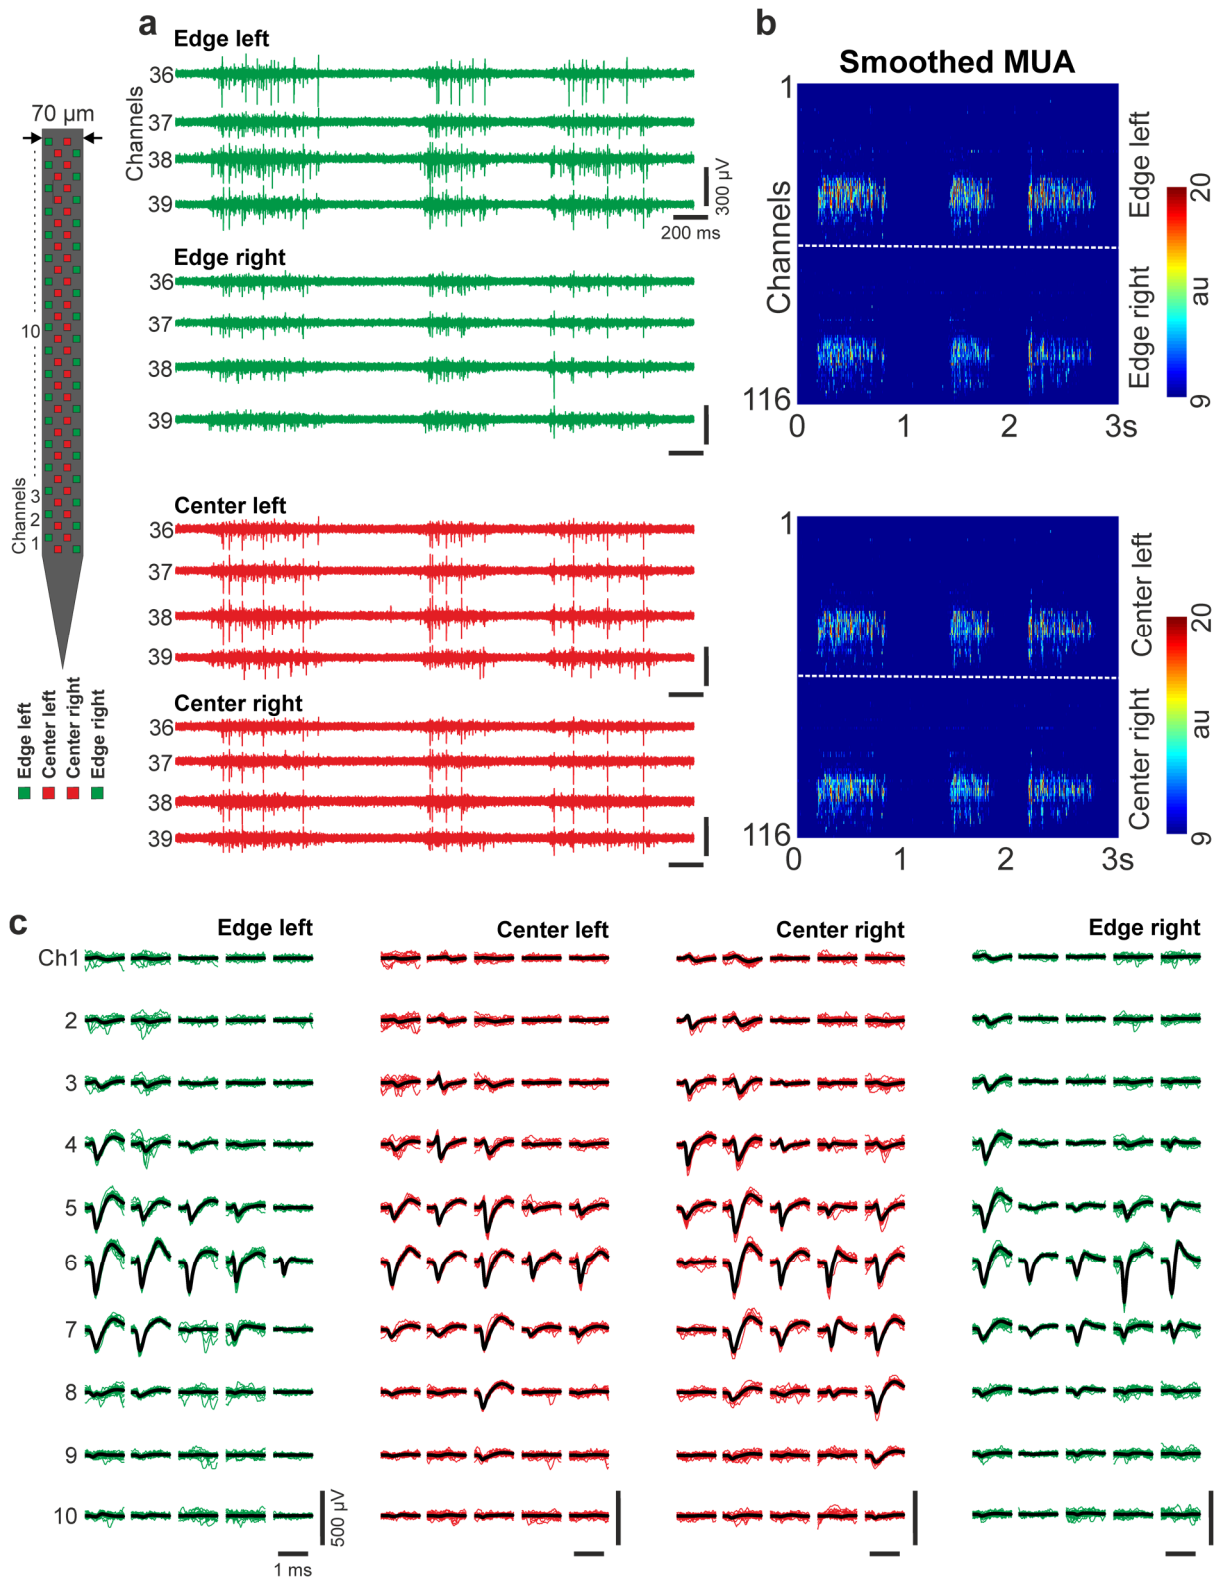 a
Edge left
36
37
38
39
Channels
300 µV
200 ms
Edge right
36
37
38
39
Center left
36
37
38
39
Center right
36
37
38
39
70 µm
10
3
2
1
Channels
Edge left
Center left
Center right
Edge right
b
Smoothed MUA
1
Channels
116
0 1 2 3s
Edge left
Edge right
20
au
9
1
116
0 1 2 3s
Center left
Center right
20
au
9
c
Edge left Center left Center right Edge right
Ch1
2
3
4
5
6
7
8
9
10
500 µV
1 ms